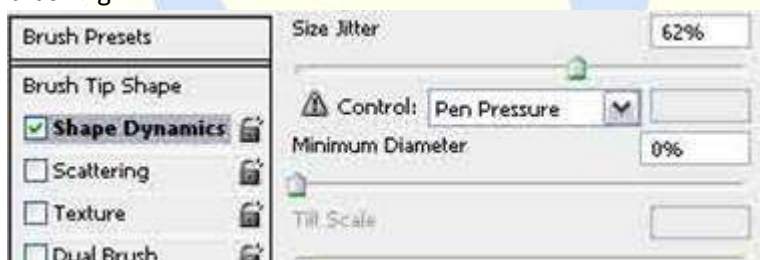 Brush Presets
Brush Tip Shape
Shape Dynamics
Scattering
Texture
Dual Brush
Size Jitter 62%
Control: Pen Pressure
Minimum Diameter 0%
Tilt Scale